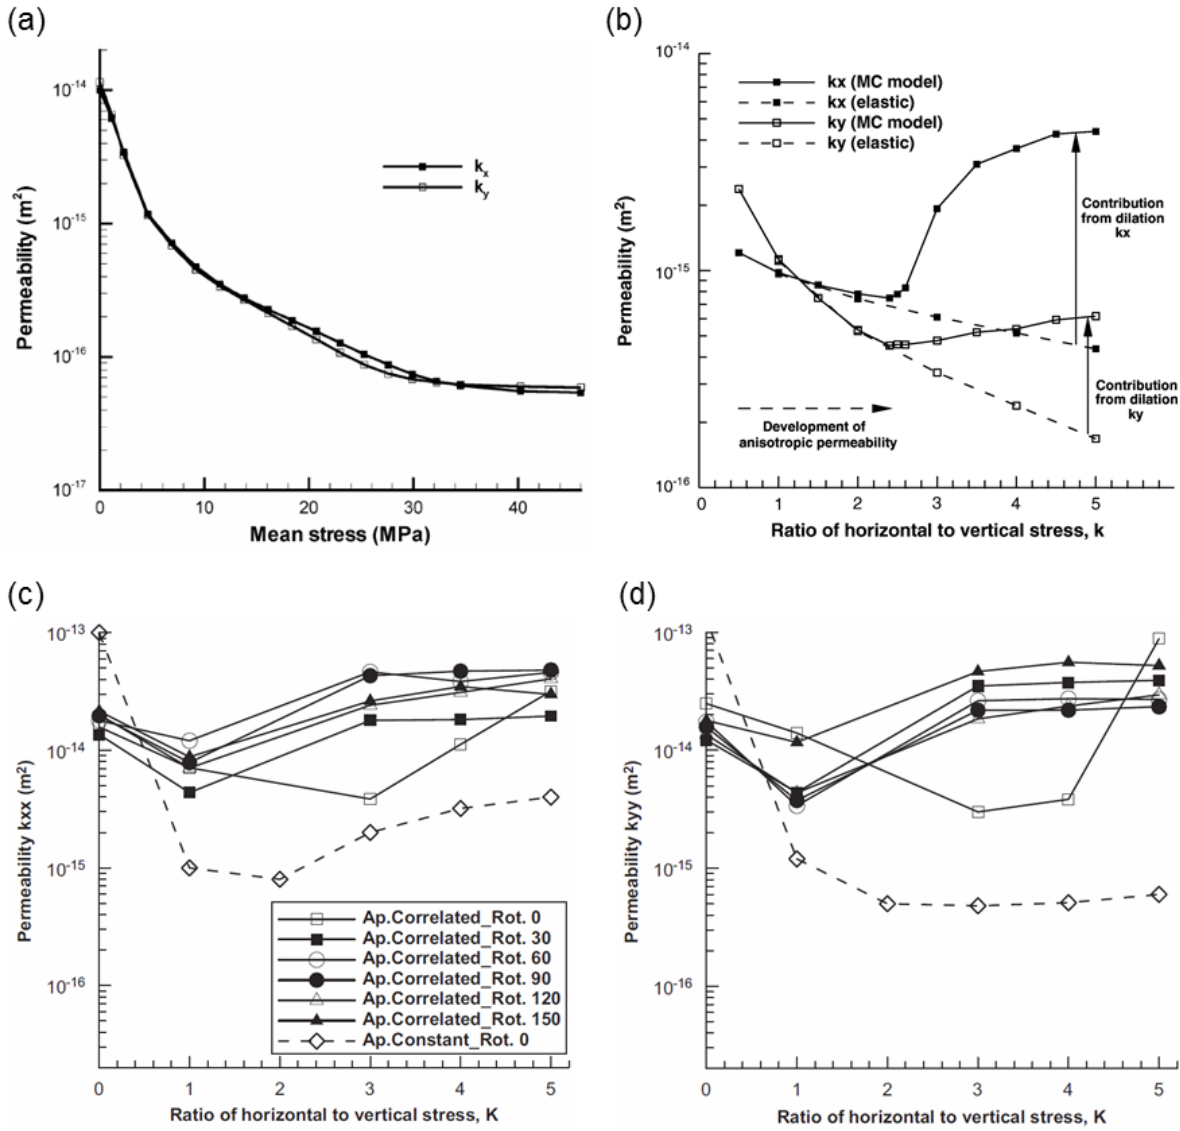 (a)
10-14
10-15
10-16
10-17
Permeability (m2)
kx
ky
0
10
20
30
40
Mean stress (MPa)
(b)
10-14
10-15
10-16
Permeability (m2)
kx (MC model)
kx (elastic)
ky (MC model)
ky (elastic)
Contribution
from dilation
kx
Contribution
from dilation
ky
Development of
anisotropic permeability
0
1
2
3
4
5
Ratio of horizontal to vertical stress, k
(c)
10-13
10-14
10-15
10-16
Permeability kxx (m2)
Ap.Correlated_Rot. 0
Ap.Correlated_Rot. 30
Ap.Correlated_Rot. 60
Ap.Correlated_Rot. 90
Ap.Correlated_Rot. 120
Ap.Correlated_Rot. 150
Ap.Constant_Rot. 0
0
1
2
3
4
5
Ratio of horizontal to vertical stress, K
(d)
10-13
10-14
10-15
10-16
Permeability kyy (m2)
0
1
2
3
4
5
Ratio of horizontal to vertical stress, K